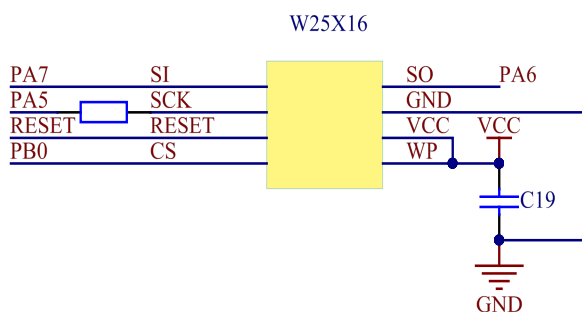 W25X16
PA7 SI SO PA6
PA5 SCK GND
RESET RESET VCC VCC
PB0 CS WP
C19
GND